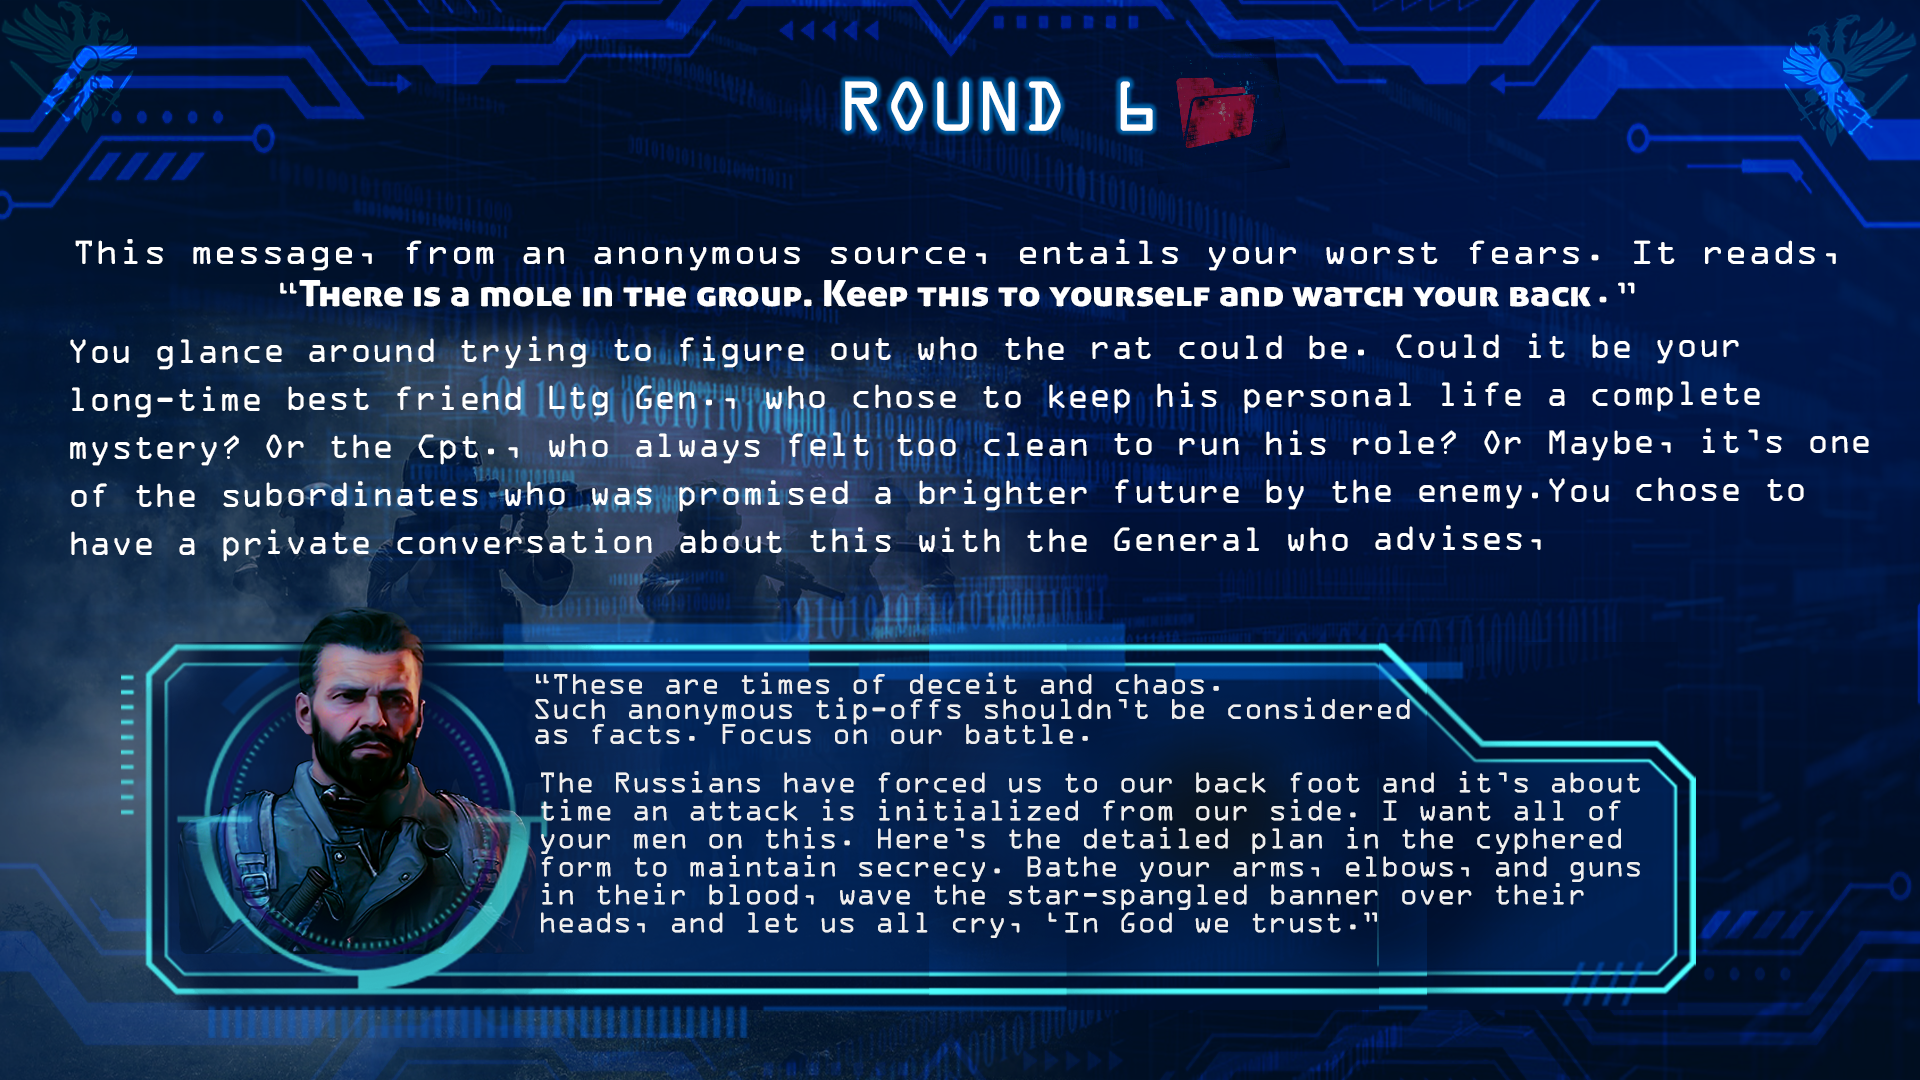 ROUND 6
This message, from an anonymous source, entails your worst fears. It reads,
“There is a mole in the group. Keep this to yourself and watch your back.”
You glance around trying to figure out who the rat could be. Could it be your
long-time best friend Ltg Gen., who chose to keep his personal life a complete
mystery? Or the Cpt., who always felt too clean to run his role? Or Maybe, it's one
of the subordinates who was promised a brighter future by the enemy.You chose to
have a private conversation about this with the General who advises,
“These are times of deceit and chaos.
Such anonymous tip-offs shouldn't be considered
as facts. Focus on our battle.
The Russians have forced us to our back foot and it's about
time an attack is initialized from our side. I want all of
your men on this. Here's the detailed plan in the cyphered
form to maintain secrecy. Bathe your arms, elbows, and guns
in their blood, wave the star-spangled banner over their
heads, and let us all cry, ‘In God we trust.”